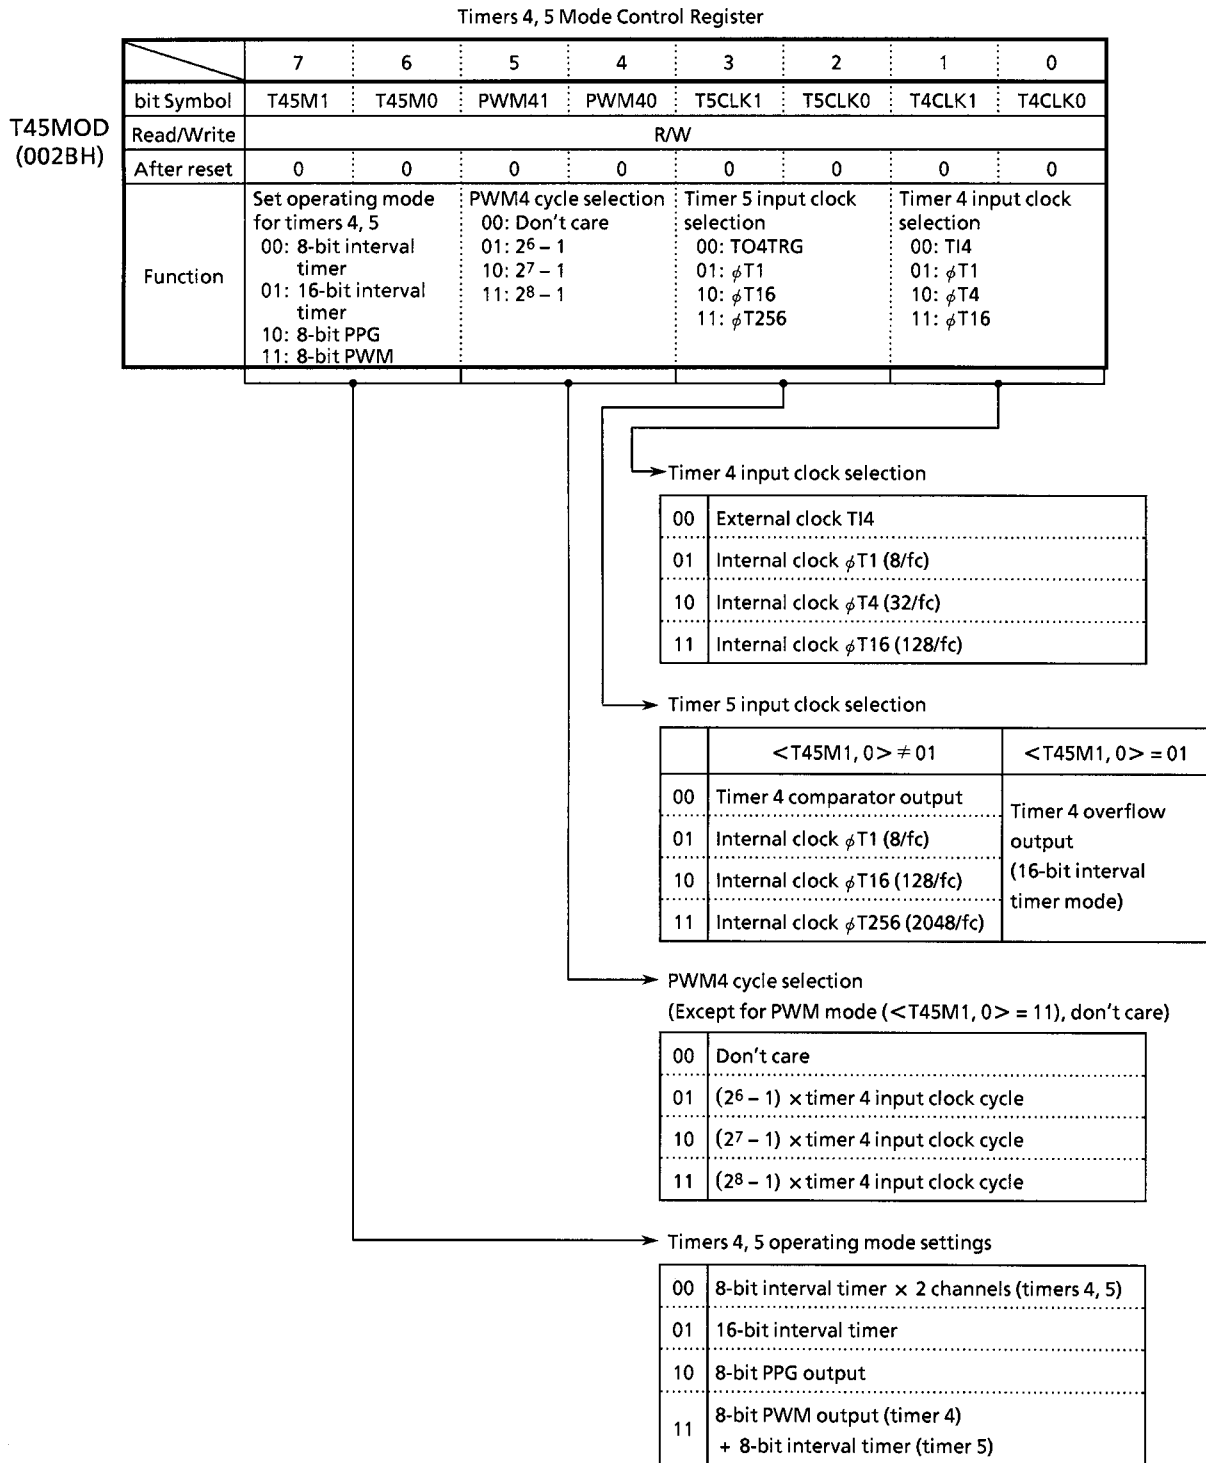 Timers 4, 5 Mode Control Register
7 6 5 4 3 2 1 0
bit Symbol T45M1 T45M0 PWM41 PWM40 T5CLK1 T5CLK0 T4CLK1 T4CLK0
T45MOD
(002BH)
Read/Write R/W
After reset 0 0 0 0 0 0 0 0
Function
Set operating mode
for timers 4, 5
00: 8-bit interval
timer
01: 16-bit interval
timer
10: 8-bit PPG
11: 8-bit PWM
PWM4 cycle selection
00: Don't care
01: 2⁶ – 1
10: 2⁷ – 1
11: 2⁸ – 1
Timer 5 input clock
selection
00: TO4TRG
01: φT1
10: φT16
11: φT256
Timer 4 input clock
selection
00: TI4
01: φT1
10: φT4
11: φT16
Timer 4 input clock selection
00 External clock TI4
01 Internal clock φT1 (8/fc)
10 Internal clock φT4 (32/fc)
11 Internal clock φT16 (128/fc)
Timer 5 input clock selection
<T45M1, 0> ≠ 01 <T45M1, 0> = 01
00 Timer 4 comparator output
01 Internal clock φT1 (8/fc)
10 Internal clock φT16 (128/fc)
11 Internal clock φT256 (2048/fc)
Timer 4 overflow
output
(16-bit interval
timer mode)
PWM4 cycle selection
(Except for PWM mode (<T45M1, 0> = 11), don't care)
00 Don't care
01 (2⁶ – 1) × timer 4 input clock cycle
10 (2⁷ – 1) × timer 4 input clock cycle
11 (2⁸ – 1) × timer 4 input clock cycle
Timers 4, 5 operating mode settings
00 8-bit interval timer × 2 channels (timers 4, 5)
01 16-bit interval timer
10 8-bit PPG output
11 8-bit PWM output (timer 4)
+ 8-bit interval timer (timer 5)